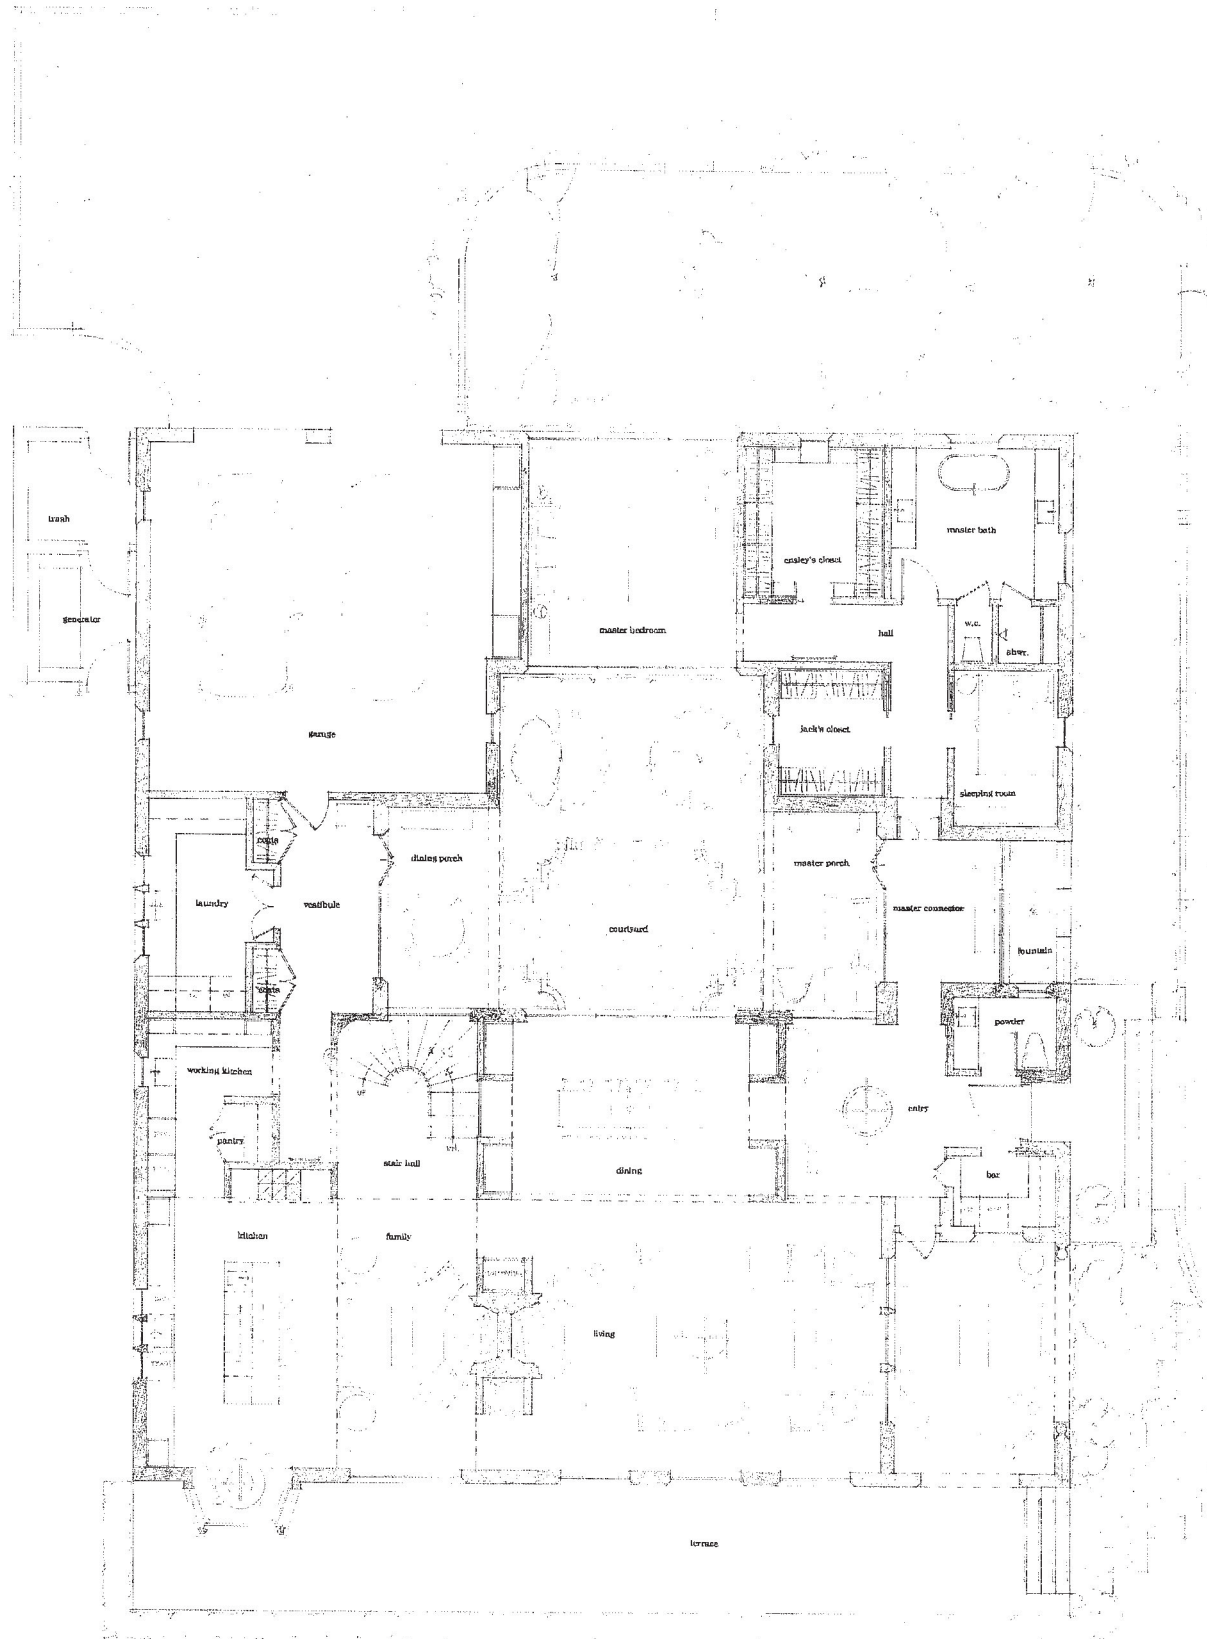 trash
master bath
ensley's closet
generator
w.c.
master bedroom
hall
shwr.
jack's closet
garage
sleeping room
coats
dining porch
master porch
laundry
vestibule
master connector
courtyard
fountain
coats
powder
working kitchen
entry
pantry
stair hall
dining
bar
kitchen
family
living
terrace